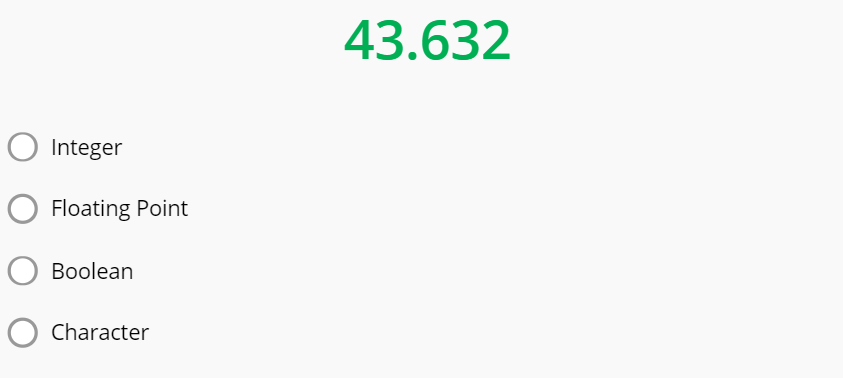 43.632
Integer
Floating Point
Boolean
Character